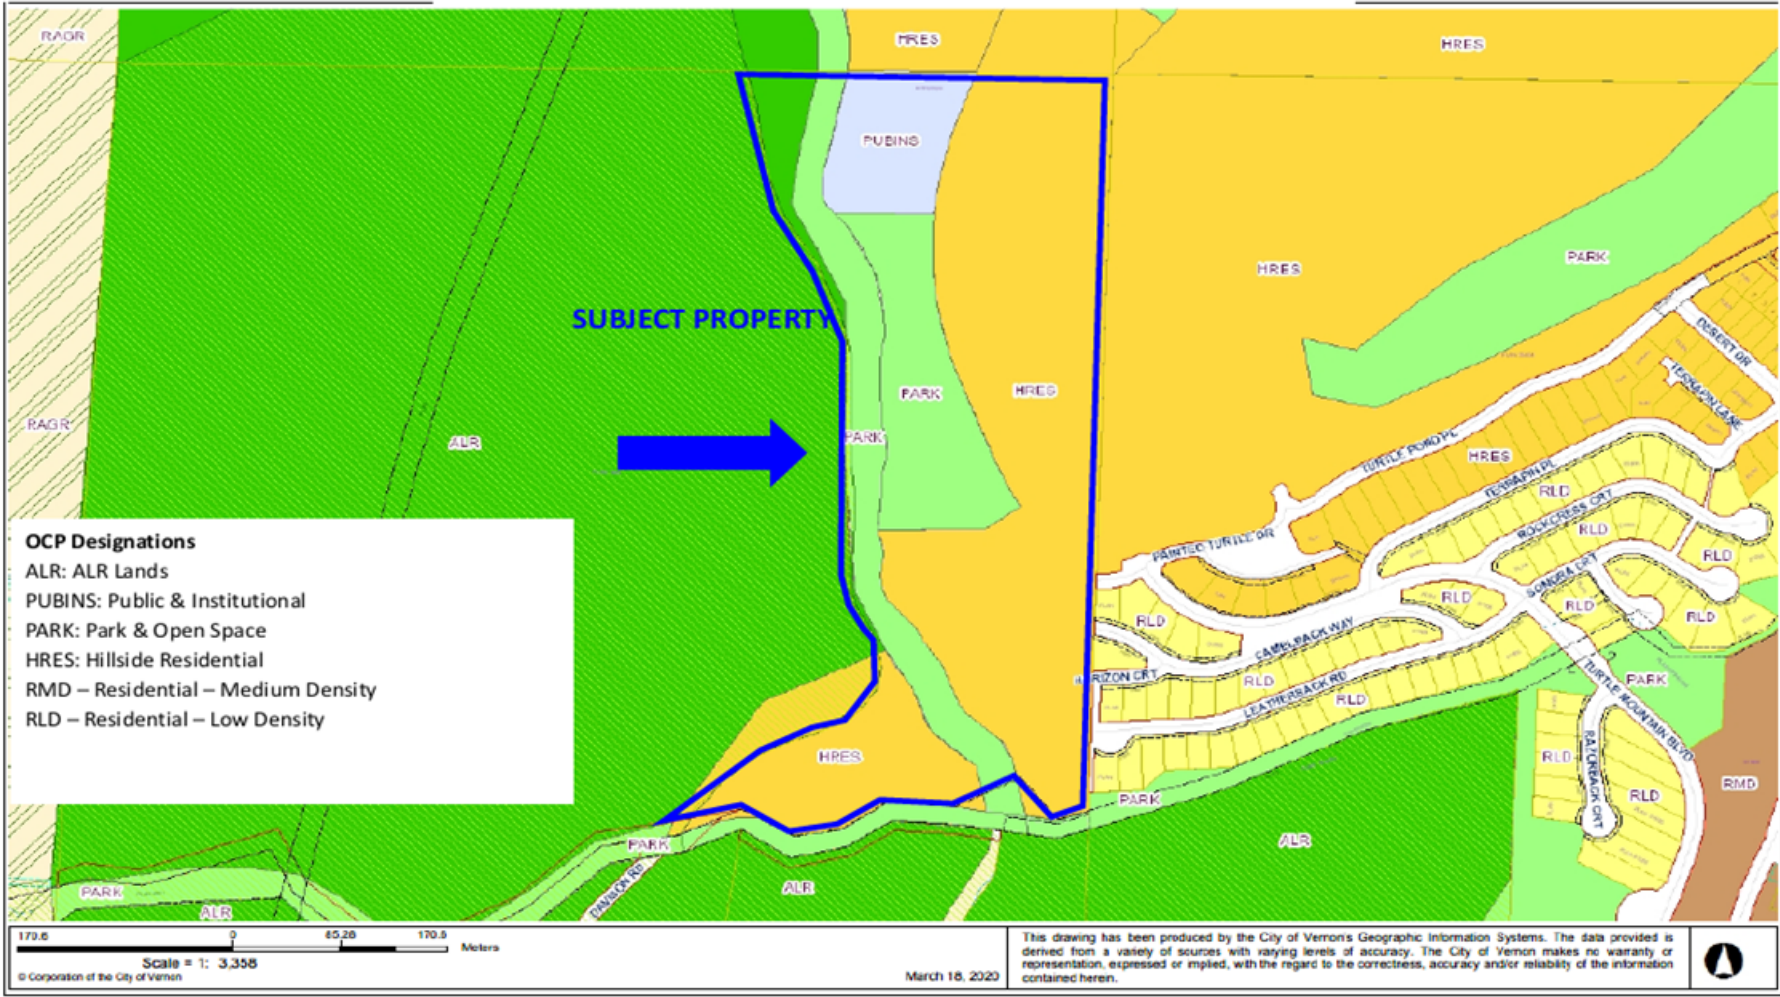 RAGR
HRES
HRES
PUBINS
HRES
PARK
SUBJECT PROPERTY
DESERT DR
TERRAPIN LANE
PARK
HRES
RAGR
ALR
PARK
TURTLE POND PL
HRES
TERRAPIN PL
RLD
ROCKCRESS CRT
RLD
PAINTED TURTLE DR
RLD
SONORA CRT
RLD
RLD
RLD
RLD
CAMELBACK WAY
RIZON CRT
RLD
LEATHERBACK RD
RLD
TURTLE MOUNTAIN BLVD
PARK
OCP Designations
ALR: ALR Lands
PUBINS: Public & Institutional
PARK: Park & Open Space
HRES: Hillside Residential
RMD – Residential – Medium Density
RLD – Residential – Low Density
HRES
RLD
RAZORBACK CRT
RLD
RMD
PARK
PARK
ALR
DAVISON RD
ALR
PARK
ALR
170.6 0 85.28 170.6
Meters
Scale = 1: 3,358
© Corporation of the City of Vernon
March 18, 2020
This drawing has been produced by the City of Vernon's Geographic Information Systems. The data provided is
derived from a variety of sources with varying levels of accuracy. The City of Vernon makes no warranty or
representation, expressed or implied, with the regard to the correctness, accuracy and/or reliability of the information
contained herein.